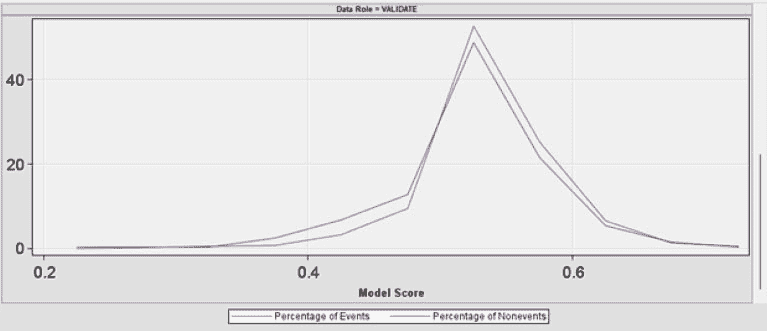 Data Role = VALIDATE
40
20
0
0.2 0.4 0.6
Model Score
Percentage of Events Percentage of Nonevents